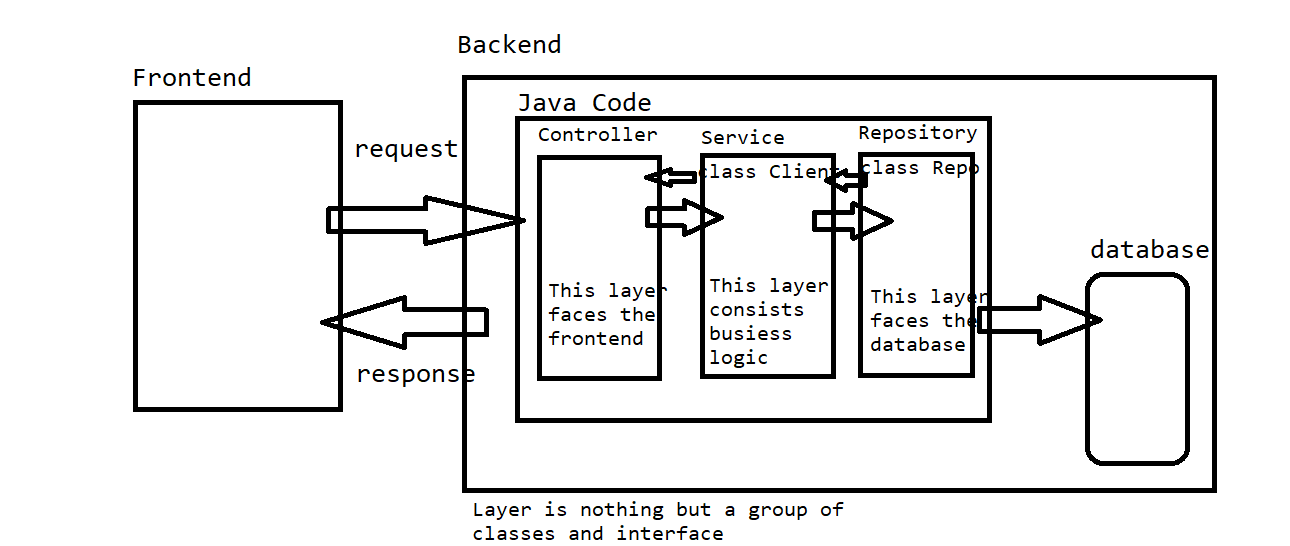 Backend
Frontend
Java Code
Controller
Service
Repository
request
class Client
class Repo
database
This layer
faces the
frontend
This layer
consists
busiess
logic
This layer
faces the
database
response
Layer is nothing but a group of
classes and interface